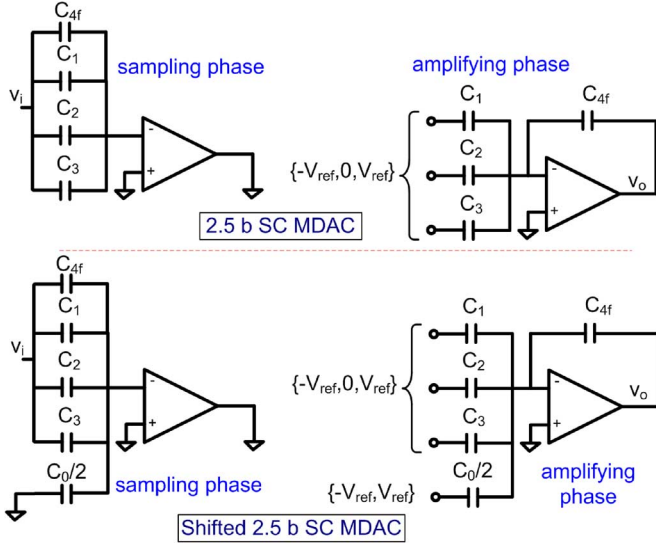 C4f
C1
sampling phase
vi
C2
-
+
C3
amplifying phase
C1
C4f
C2
{-Vref,0,Vref}
-
+
vo
C3
2.5 b SC MDAC
C4f
C1
vi
C2
-
+
C3
C0/2
sampling phase
C1
C4f
C2
{-Vref,0,Vref}
-
+
vo
C3
C0/2
{-Vref,Vref}
amplifying
phase
Shifted 2.5 b SC MDAC